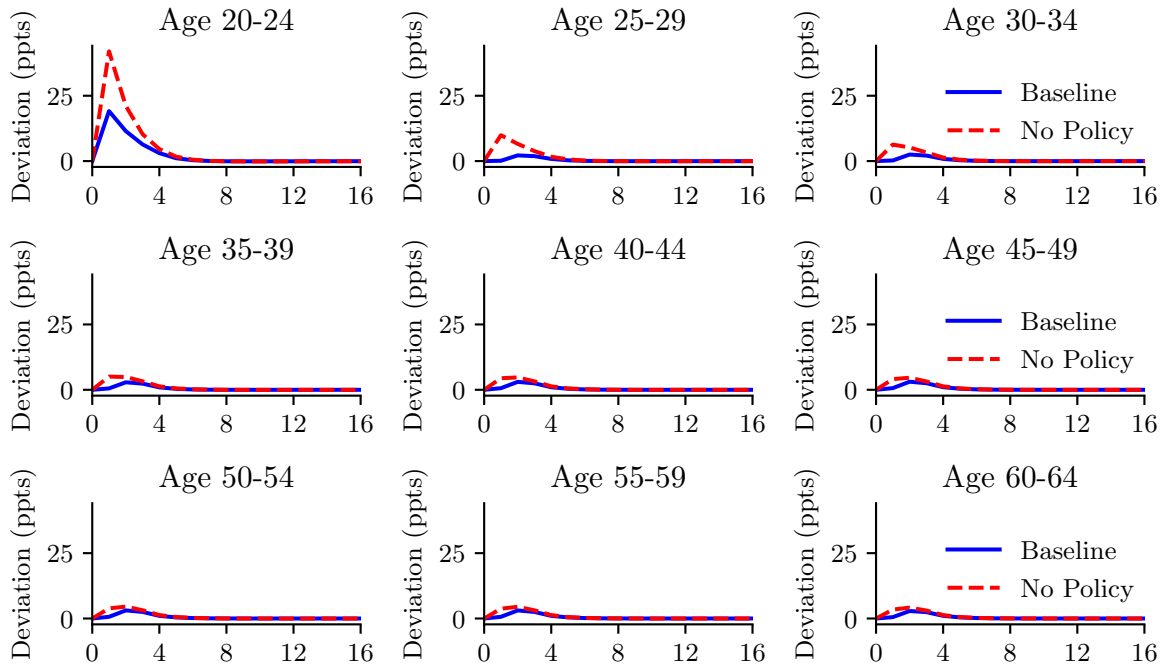 Age 20-24
Age 25-29
Age 30-34
Deviation (ppts)
25
0
0 4 8 12 16
Deviation (ppts)
25
0
0 4 8 12 16
Deviation (ppts)
25
0
0 4 8 12 16
Baseline
No Policy
Age 35-39
Age 40-44
Age 45-49
Deviation (ppts)
25
0
0 4 8 12 16
Deviation (ppts)
25
0
0 4 8 12 16
Deviation (ppts)
25
0
0 4 8 12 16
Baseline
No Policy
Age 50-54
Age 55-59
Age 60-64
Deviation (ppts)
25
0
0 4 8 12 16
Deviation (ppts)
25
0
0 4 8 12 16
Deviation (ppts)
25
0
0 4 8 12 16
Baseline
No Policy